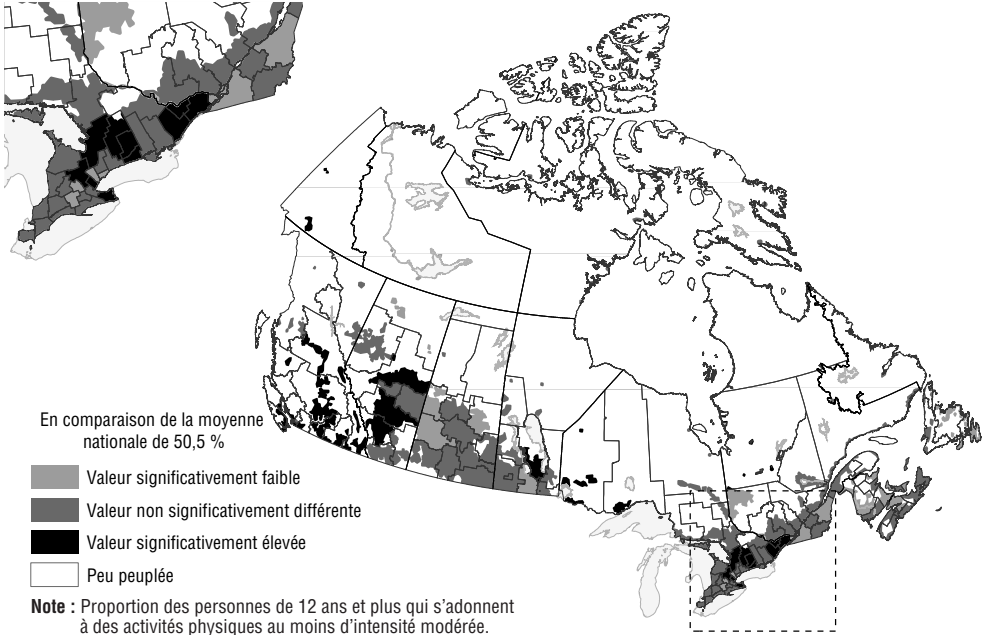 En comparaison de la moyenne
nationale de 50,5 %
Valeur significativement faible
Valeur non significativement différente
Valeur significativement élevée
Peu peuplée
Note : Proportion des personnes de 12 ans et plus qui s’adonnent
à des activités physiques au moins d’intensité modérée.